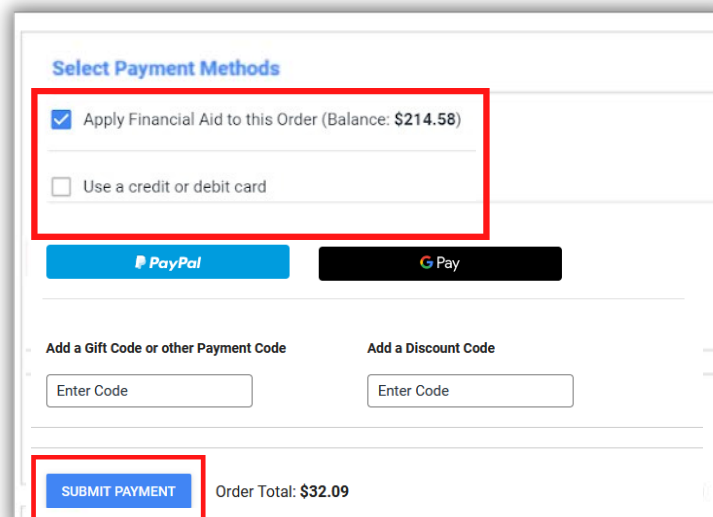 Select Payment Methods
Apply Financial Aid to this Order (Balance: $214.58)
Use a credit or debit card
PayPal
G Pay
Add a Gift Code or other Payment Code
Add a Discount Code
Enter Code
Enter Code
SUBMIT PAYMENT
Order Total: $32.09